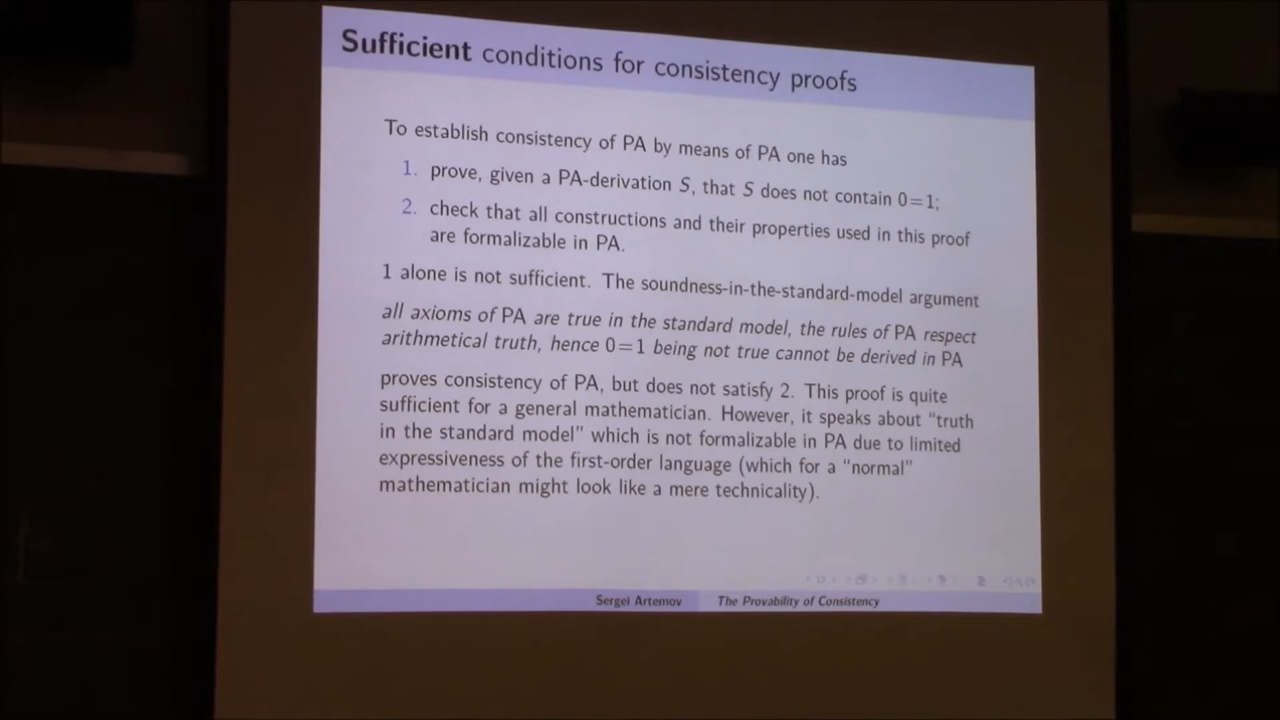 Sufficient conditions for consistency proofs
To establish consistency of PA by means of PA one has
1. prove, given a PA-derivation S, that S does not contain 0=1;
2. check that all constructions and their properties used in this proof
are formalizable in PA.
1 alone is not sufficient. The soundness-in-the-standard-model argument
all axioms of PA are true in the standard model, the rules of PA respect
arithmetical truth, hence 0=1 being not true cannot be derived in PA
proves consistency of PA, but does not satisfy 2. This proof is quite
sufficient for a general mathematician. However, it speaks about "truth
in the standard model" which is not formalizable in PA due to limited
expressiveness of the first-order language (which for a "normal"
mathematician might look like a mere technicality).
Sergei Artemov The Provability of Consistency